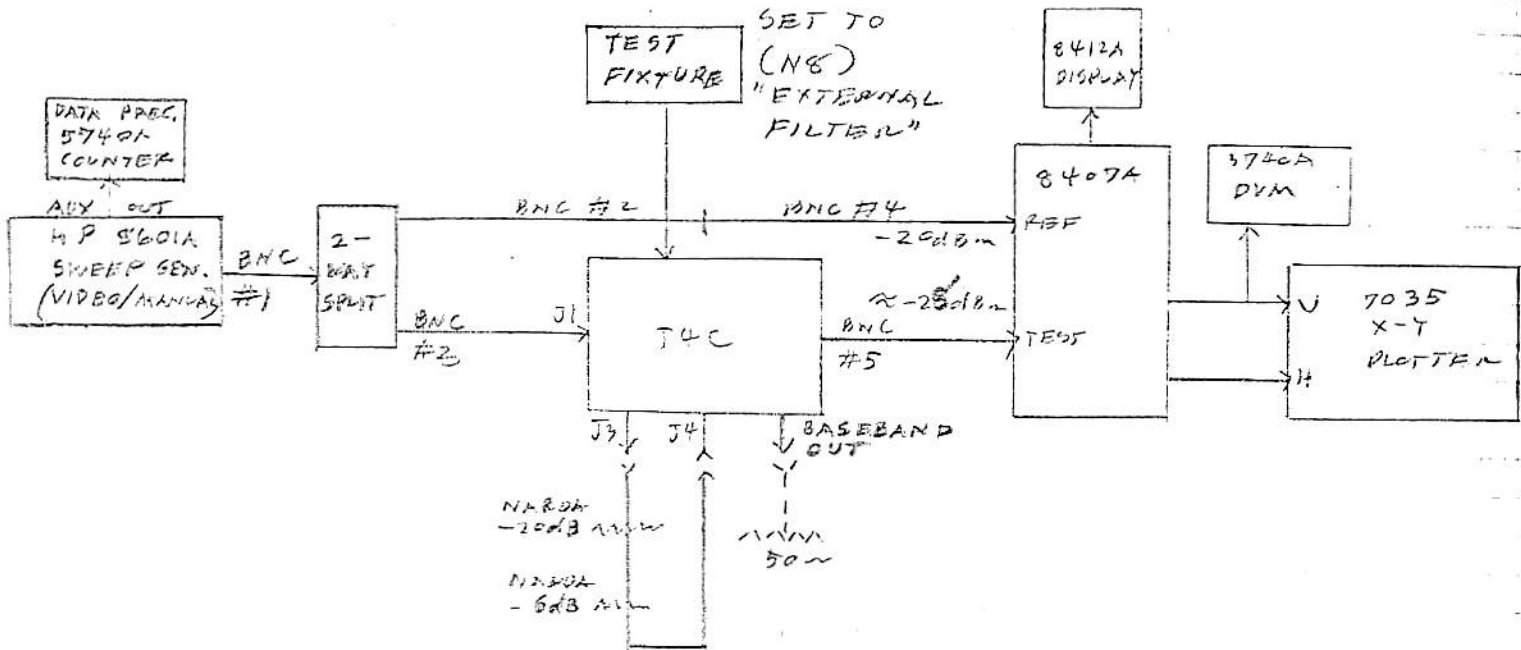 TEST
FIXTURE
SET TO
(N8)
"EXTERNAL
FILTER"
8412A
DISPLAY
DATA PREC.
5740A
COUNTER
AUX OUT
HP 8601A
SWEEP GEN.
(VIDEO/MANUAL)
BNC
#1
2-
WAY
SPLIT
BNC #2
BNC #4
-20dBm
8407A
REF
3740A
DVM
BNC
#3
J1
T4C
≈ -25dBm
BNC
#5
TEST
V
H
7035
X-Y
PLOTTER
J3
J4
BASEBAND
OUT
NARDA
-20dB
NARDA
-6dB
50~